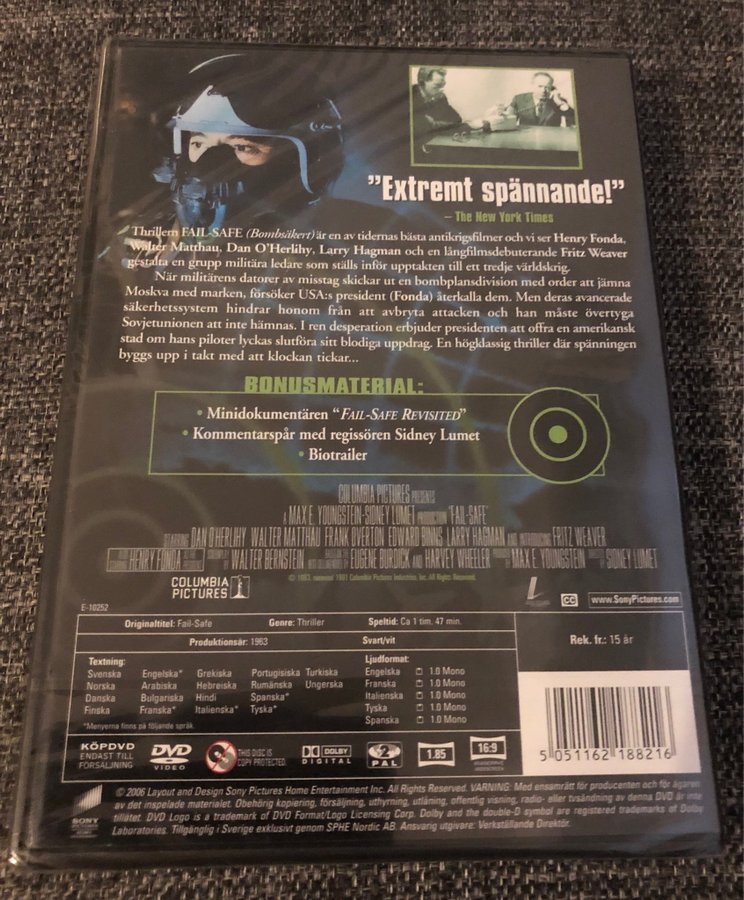 "Extremt spännande!"
– The New York Times
Thrillern FAIL-SAFE (Bombsäkert) är en av tidernas bästa antikrigsfilmer och vi ser Henry Fonda,
Walter Matthau, Dan O'Herlihy, Larry Hagman och en långfilmsdebuterande Fritz Weaver
gestalta en grupp militära ledare som ställs inför upptakten till ett tredje världskrig.
När militärens datorer av misstag skickar ut en bombplansdivision med order att jämna
Moskva med marken, försöker USA:s president (Fonda) återkalla dem. Men deras avancerade
säkerhetssystem hindrar honom från att avbryta attacken och han måste övertyga
Sovjetunionen att inte hämnas. I ren desperation erbjuder presidenten att offra en amerikansk
stad om hans piloter lyckas slutföra sitt blodiga uppdrag. En högklassig thriller där spänningen
byggs upp i takt med att klockan tickar...
BONUSMATERIAL:
• Minidokumentären "FAIL-SAFE REVISITED"
• Kommentarspår med regissören Sidney Lumet
• Biotrailer
COLUMBIA PICTURES PRESENTS
A MAX E. YOUNGSTEIN-SIDNEY LUMET PRODUCTION "FAIL-SAFE"
STARRING DAN O'HERLIHY WALTER MATTHAU FRANK OVERTON EDWARD BINNS LARRY HAGMAN AND INTRODUCING FRITZ WEAVER
HENRY FONDA WALTER BERNSTEIN EUGENE BURDICK AND HARVEY WHEELER MAX E. YOUNGSTEIN SIDNEY LUMET
© 1963, renewed 1991 Columbia Pictures Industries, Inc. All Rights Reserved.
COLUMBIA
PICTURES
CC
www.SonyPictures.com
E-10252
Originaltitel: Fail-Safe Genre: Thriller Speltid: Ca 1 tim. 47 min.
Produktionsår: 1963 Svart/vit
Rek. fr.: 15 år
Textning: Ljudformat:
Svenska Engelska* Grekiska Portugisiska Turkiska Engelska 1.0 Mono
Norska Arabiska Hebreiska Rumänska Ungerska Franska 1.0 Mono
Danska Bulgariska Hindi Spanska* Italienska 1.0 Mono
Finska Franska* Italienska* Tyska* Tyska 1.0 Mono
Spanska 1.0 Mono
*Menyerna finns på följande språk.
KÖPDVD
ENDAST TILL
FÖRSÄLJNING
DVD
VIDEO
THIS DISC IS
COPY PROTECTED.
DOLBY
DIGITAL
2
PAL
1.85
16:9
5 051162 188216
SONY
© 2006 Layout and Design Sony Pictures Home Entertainment Inc. All Rights Reserved. VARNING: Med ensamrätt för producenten och för ägaren
av det inspelade materialet. Obehörig kopiering, försäljning, uthyrning, utlåning, offentlig visning, radio- eller tvsändning av denna DVD är inte
tillåtet. DVD Logo is a trademark of DVD Format/Logo Licensing Corp. Dolby and the double-D symbol are registered trademarks of Dolby
Laboratories. Tillgänglig i Sverige exklusivt genom SPHE Nordic AB. Ansvarig utgivare: Verkställande Direktör.